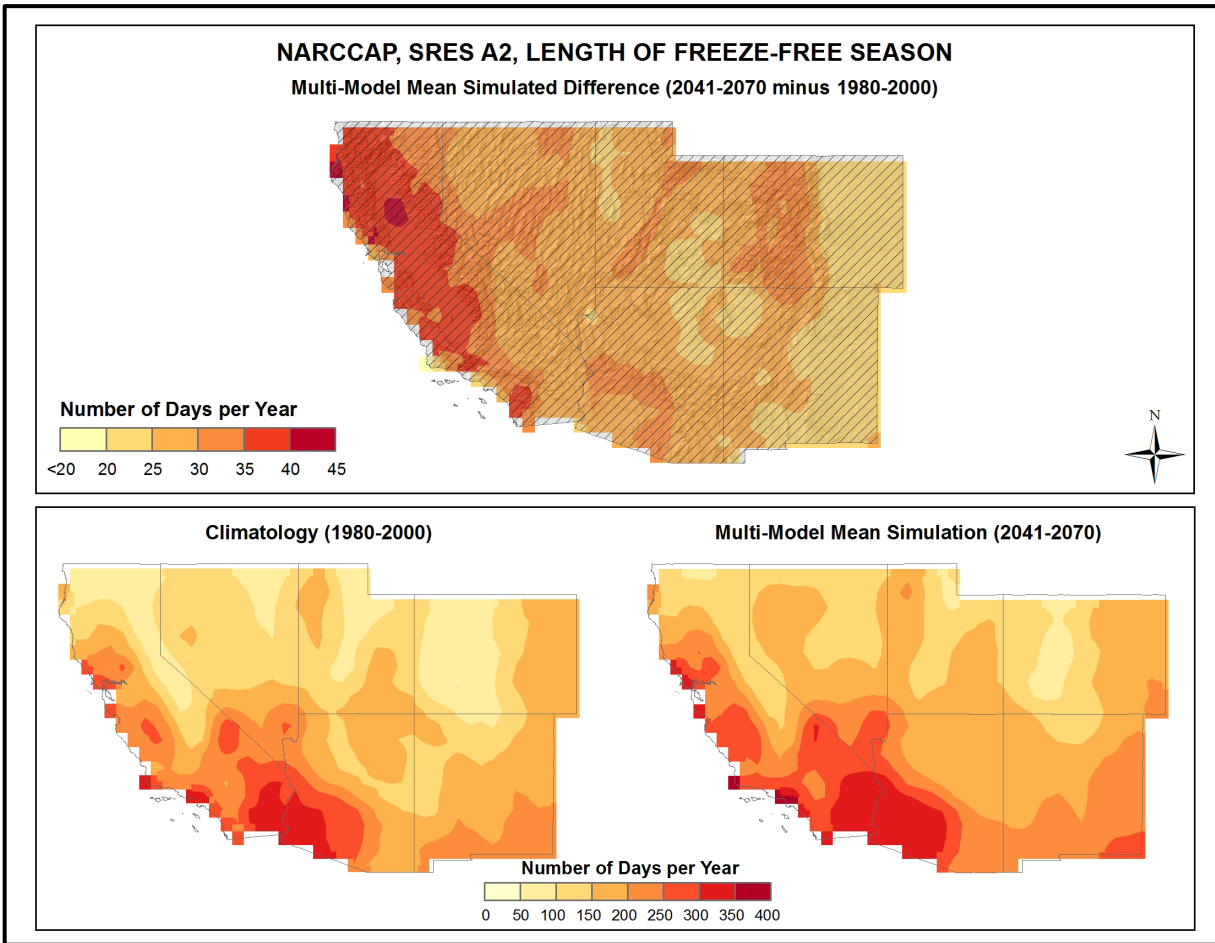 NARCCAP, SRES A2, LENGTH OF FREEZE-FREE SEASON
Multi-Model Mean Simulated Difference (2041-2070 minus 1980-2000)
Number of Days per Year
<20 20 25 30 35 40 45
N
Climatology (1980-2000)
Multi-Model Mean Simulation (2041-2070)
Number of Days per Year
0 50 100 150 200 250 300 350 400